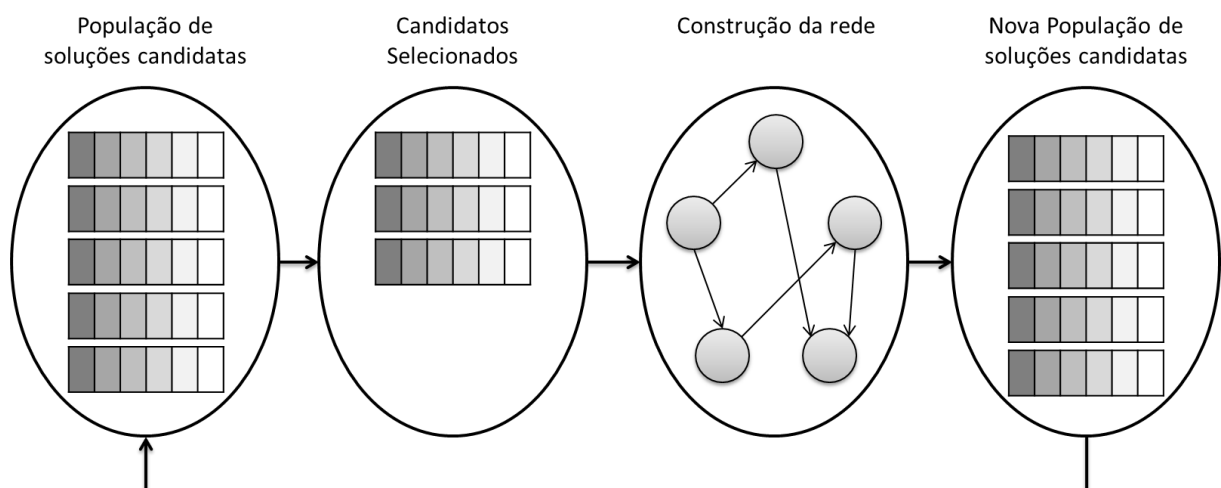 População de
soluções candidatas
Candidatos
Selecionados
Construção da rede
Nova População de
soluções candidatas